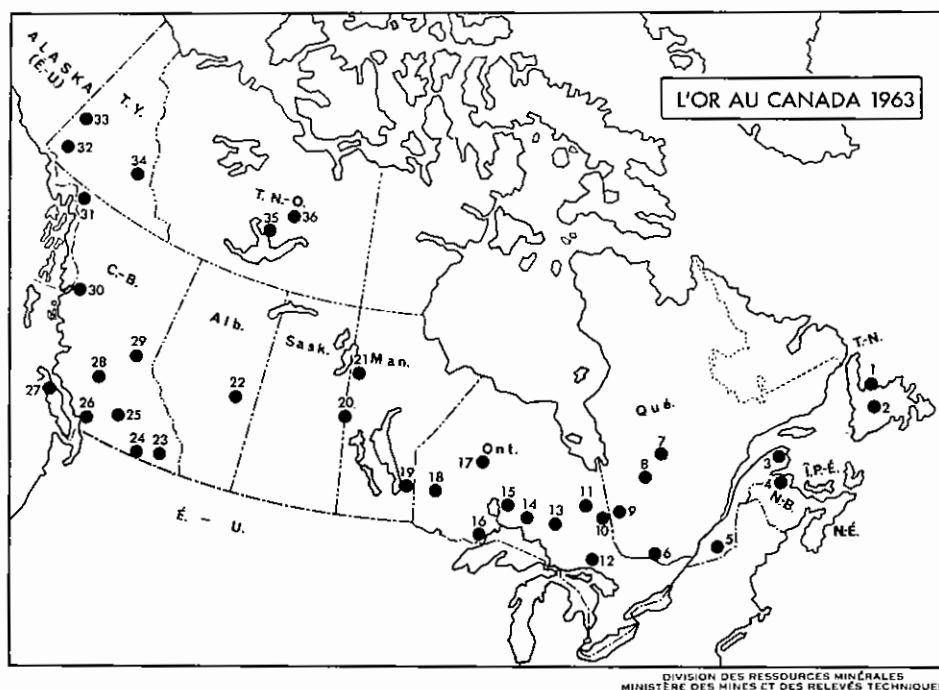 L'OR AU CANADA 1963
ALASKA
(É.-U.)
T. Y.
33
32
34
T. N.-O.
36
35
31
C.-B.
30
Alb.
Sask.
Man.
29
21
28
22
27
20
26
25
24
23
T.-N.
1
2
Qué.
7
8
Ont.
17
3
Î.P.-É.
4
N.-B.
N.-É.
19
18
15
14
13
11
9
10
16
12
6
5
É. - U.
DIVISION DES RESSOURCES MINÉRALES
MINISTÈRE DES MINES ET DES RELEVÉS TECHNIQUES